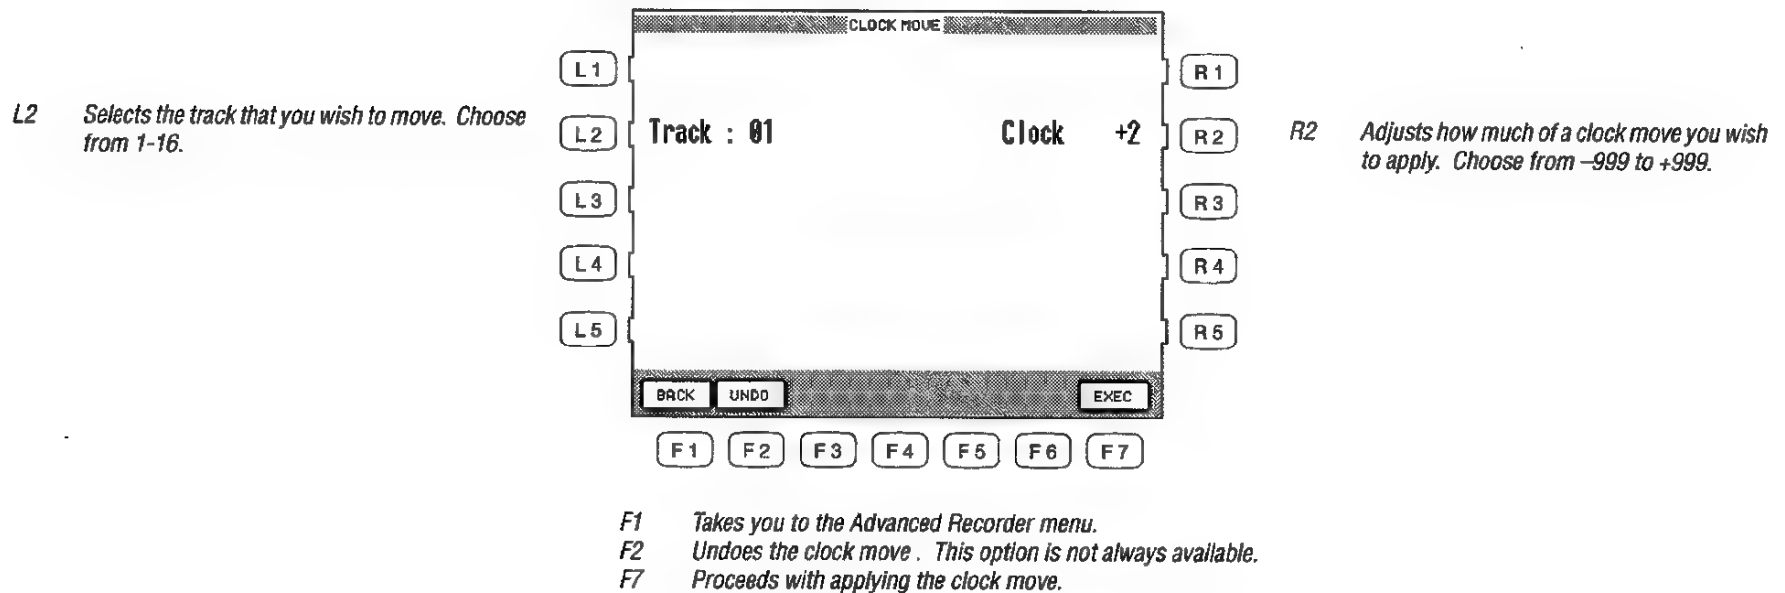 CLOCK MOVE
L1 R1
L2 Selects the track that you wish to move. Choose
from 1-16.
L2 Track : 01 Clock +2 R2
R2 Adjusts how much of a clock move you wish
to apply. Choose from –999 to +999.
L3 R3
L4 R4
L5 R5
BACK UNDO EXEC
F1 F2 F3 F4 F5 F6 F7
F1 Takes you to the Advanced Recorder menu.
F2 Undoes the clock move . This option is not always available.
F7 Proceeds with applying the clock move.